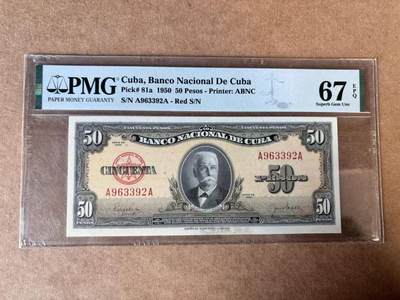 PMG
PAPER MONEY GUARANTY
Cuba, Banco Nacional De Cuba
Pick# 81a 1950 50 Pesos - Printer: ABNC
S/N A963392A - Red S/N
67 EPQ
Superb Gem Unc
50 50
BANCO NACIONAL DE CUBA
A963392A
CINCUENTA
50
PESOS
A963392A
50 50